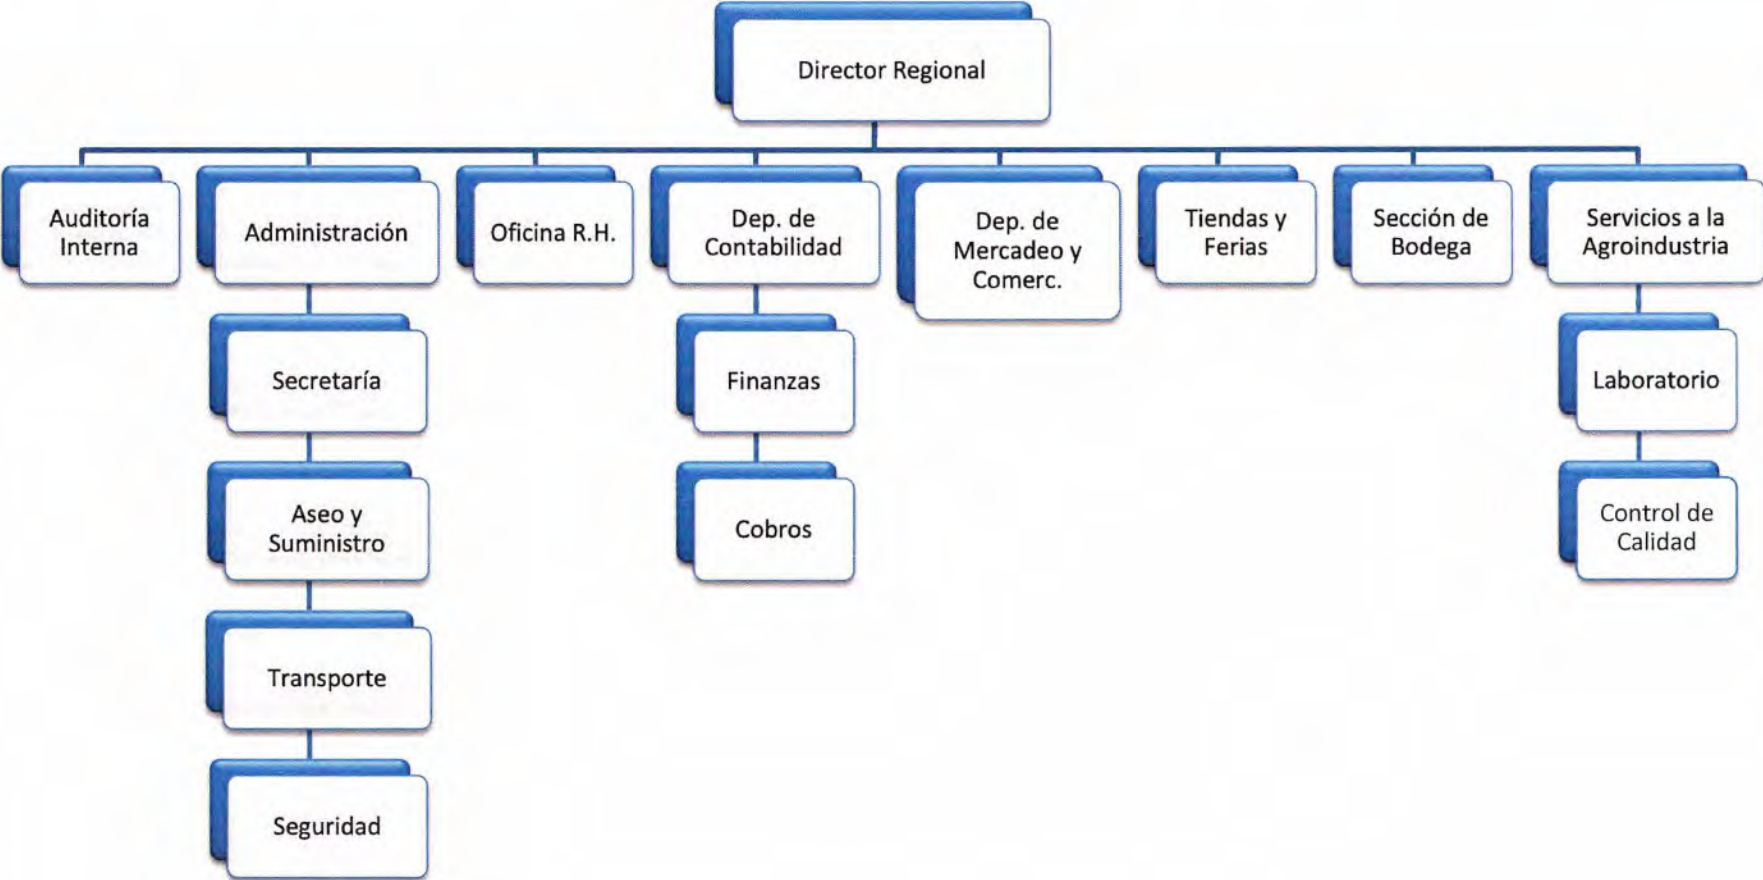 Director Regional
Auditoría
Interna
Administración
Oficina R.H.
Dep. de
Contabilidad
Dep. de
Mercadeo y
Comerc.
Tiendas y
Ferias
Sección de
Bodega
Servicios a la
Agroindustria
Secretaría
Finanzas
Laboratorio
Aseo y
Suministro
Cobros
Control de
Calidad
Transporte
Seguridad